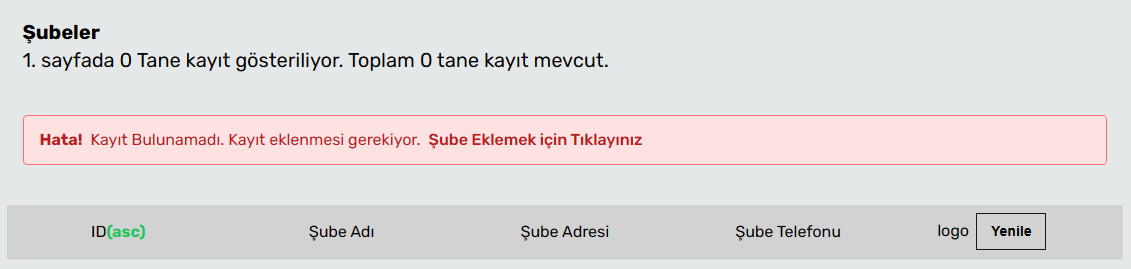 Şubeler
1. sayfada 0 Tane kayıt gösteriliyor. Toplam 0 tane kayıt mevcut.
Hata! Kayıt Bulunamadı. Kayıt eklenmesi gerekiyor. Şube Eklemek için Tıklayınız
ID(asc) Şube Adı Şube Adresi Şube Telefonu logo Yenile